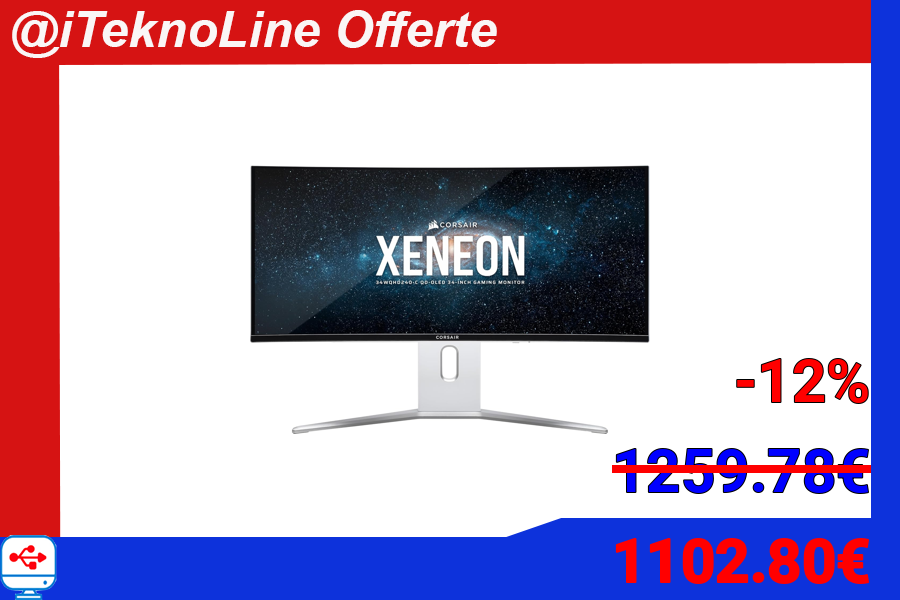 @iTeknoLine Offerte
CORSAIR
XENEON
34WQHD240-C QD-OLED 34-INCH GAMING MONITOR
CORSAIR
-12%
1259.78€
1102.80€